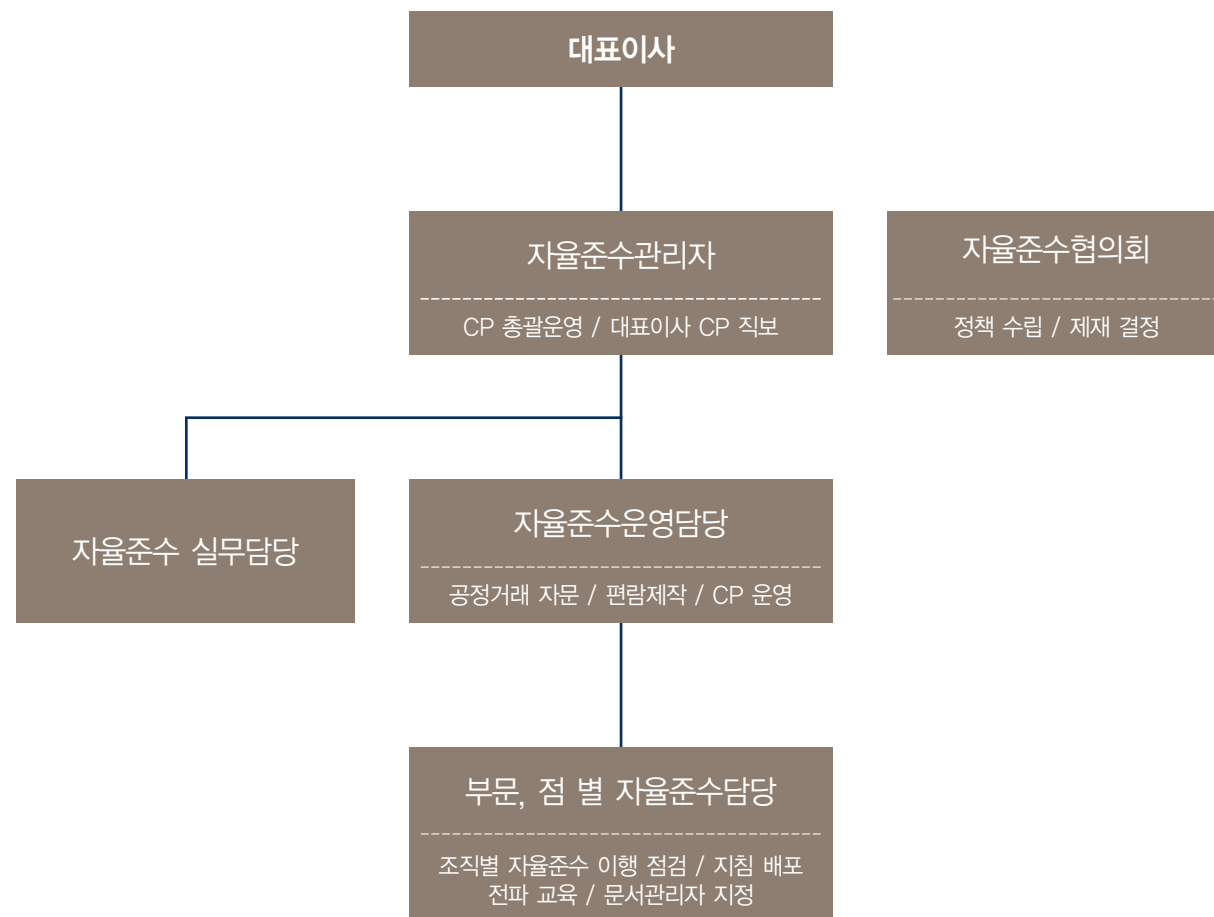 대표이사
자율준수관리자
CP 총괄운영 / 대표이사 CP 직보
자율준수협의회
정책 수립 / 제재 결정
자율준수 실무담당
자율준수운영담당
공정거래 자문 / 편람제작 / CP 운영
부문, 점 별 자율준수담당
조직별 자율준수 이행 점검 / 지침 배포
전파 교육 / 문서관리자 지정